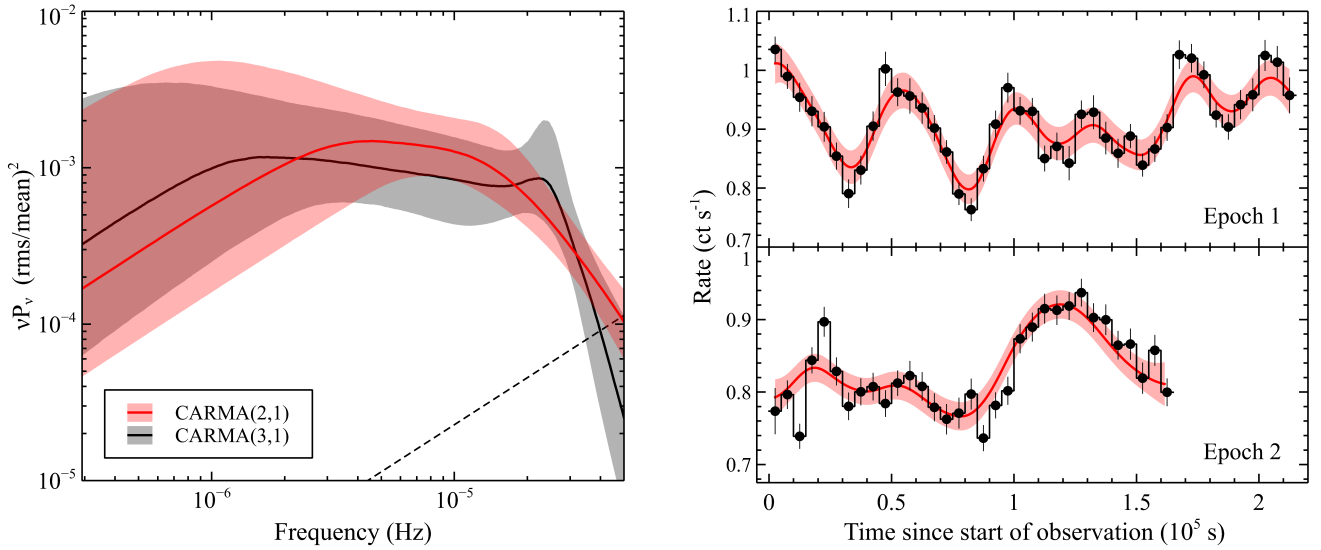 10⁻²
10⁻³
10⁻⁴
10⁻⁵
νPᵥ (rms/mean)²
CARMA(2,1)
CARMA(3,1)
10⁻⁶
10⁻⁵
Frequency (Hz)
1.1
1
0.9
0.8
0.7
Epoch 1
Rate (ct s⁻¹)
1
0.9
0.8
0.7
Epoch 2
0
0.5
1
1.5
2
Time since start of observation (10⁵ s)